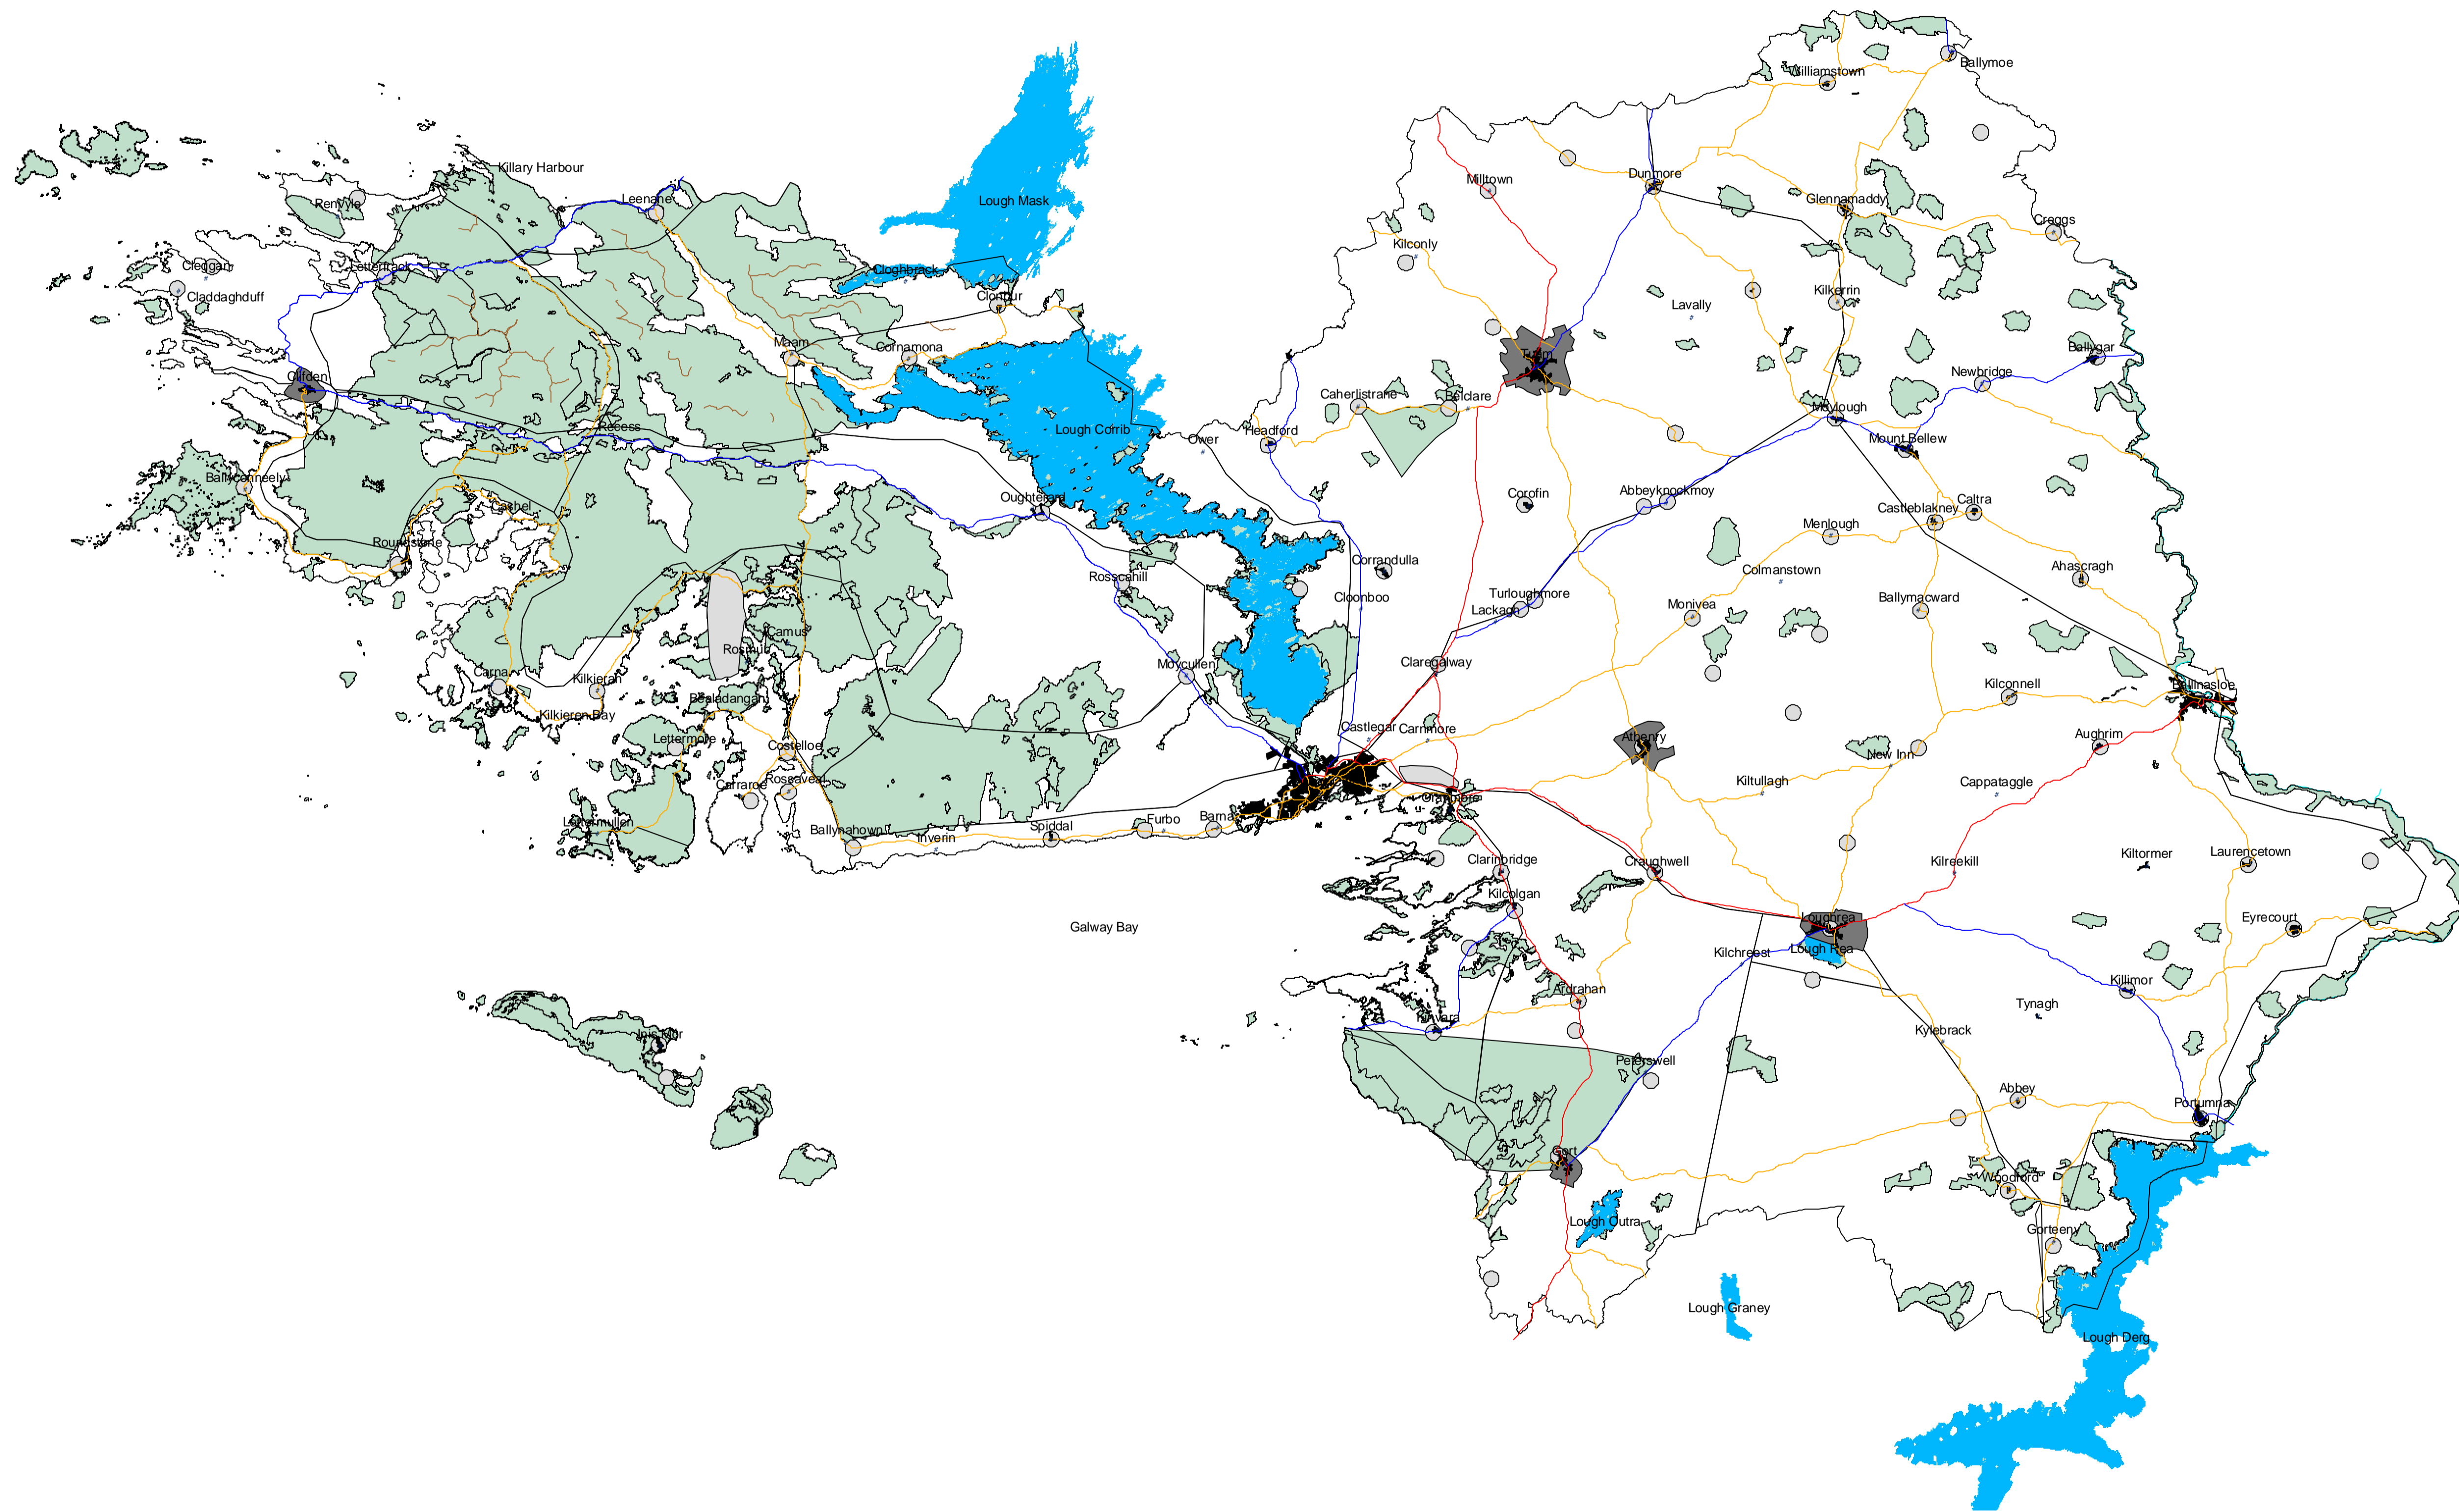 Ballymoe
Williamstown
Killary Harbour
Dunmore
Milltown
Leenane
Lough Mask
Renvyle
Glennamaddy
Creggs
Kilconly
Cleggan
Letterfrack
Cloghbrack
Claddaghduff
Clonbur
Kilkerrin
Lavally
Maam
Cornamona
Tuam
Ballygar
Clifden
Newbridge
Caherlistrane
Belclare
Moylough
Recess
Lough Corrib
Ower
Headford
Mount Bellew
Ballyconneely
Oughterard
Corofin
Abbeyknockmoy
Caltra
Cashel
Castleblakney
Menlough
Roundstone
Corrandulla
Rosscahill
Colmanstown
Ahascragh
Cloonboo
Turloughmore
Lackagh
Monivea
Ballymacward
Camus
Rosmuc
Moycullen
Claregalway
Carna
Kilkieran
Kilconnell
Ballinasloe
Bealadangan
Kilkieren Bay
Castlegar
Carnmore
Lettermore
Costelloe
Athenry
Aughrim
New Inn
Carraroe
Rossaveal
Kiltullagh
Cappataggle
Oranmore
Lettermullen
Ballynahown
Inverin
Spiddal
Furbo
Barna
Clarinbridge
Craughwell
Kilreekill
Kiltormer
Laurencetown
Kilcolgan
Galway Bay
Loughrea
Eyrecourt
Kilchreest
Lough Rea
Ardrahan
Killimor
Tynagh
Kinvara
Inis Mór
Kylebrack
Peterswell
Abbey
Portumna
Gort
Woodford
Lough Cutra
Gorteeny
Lough Graney
Lough Derg